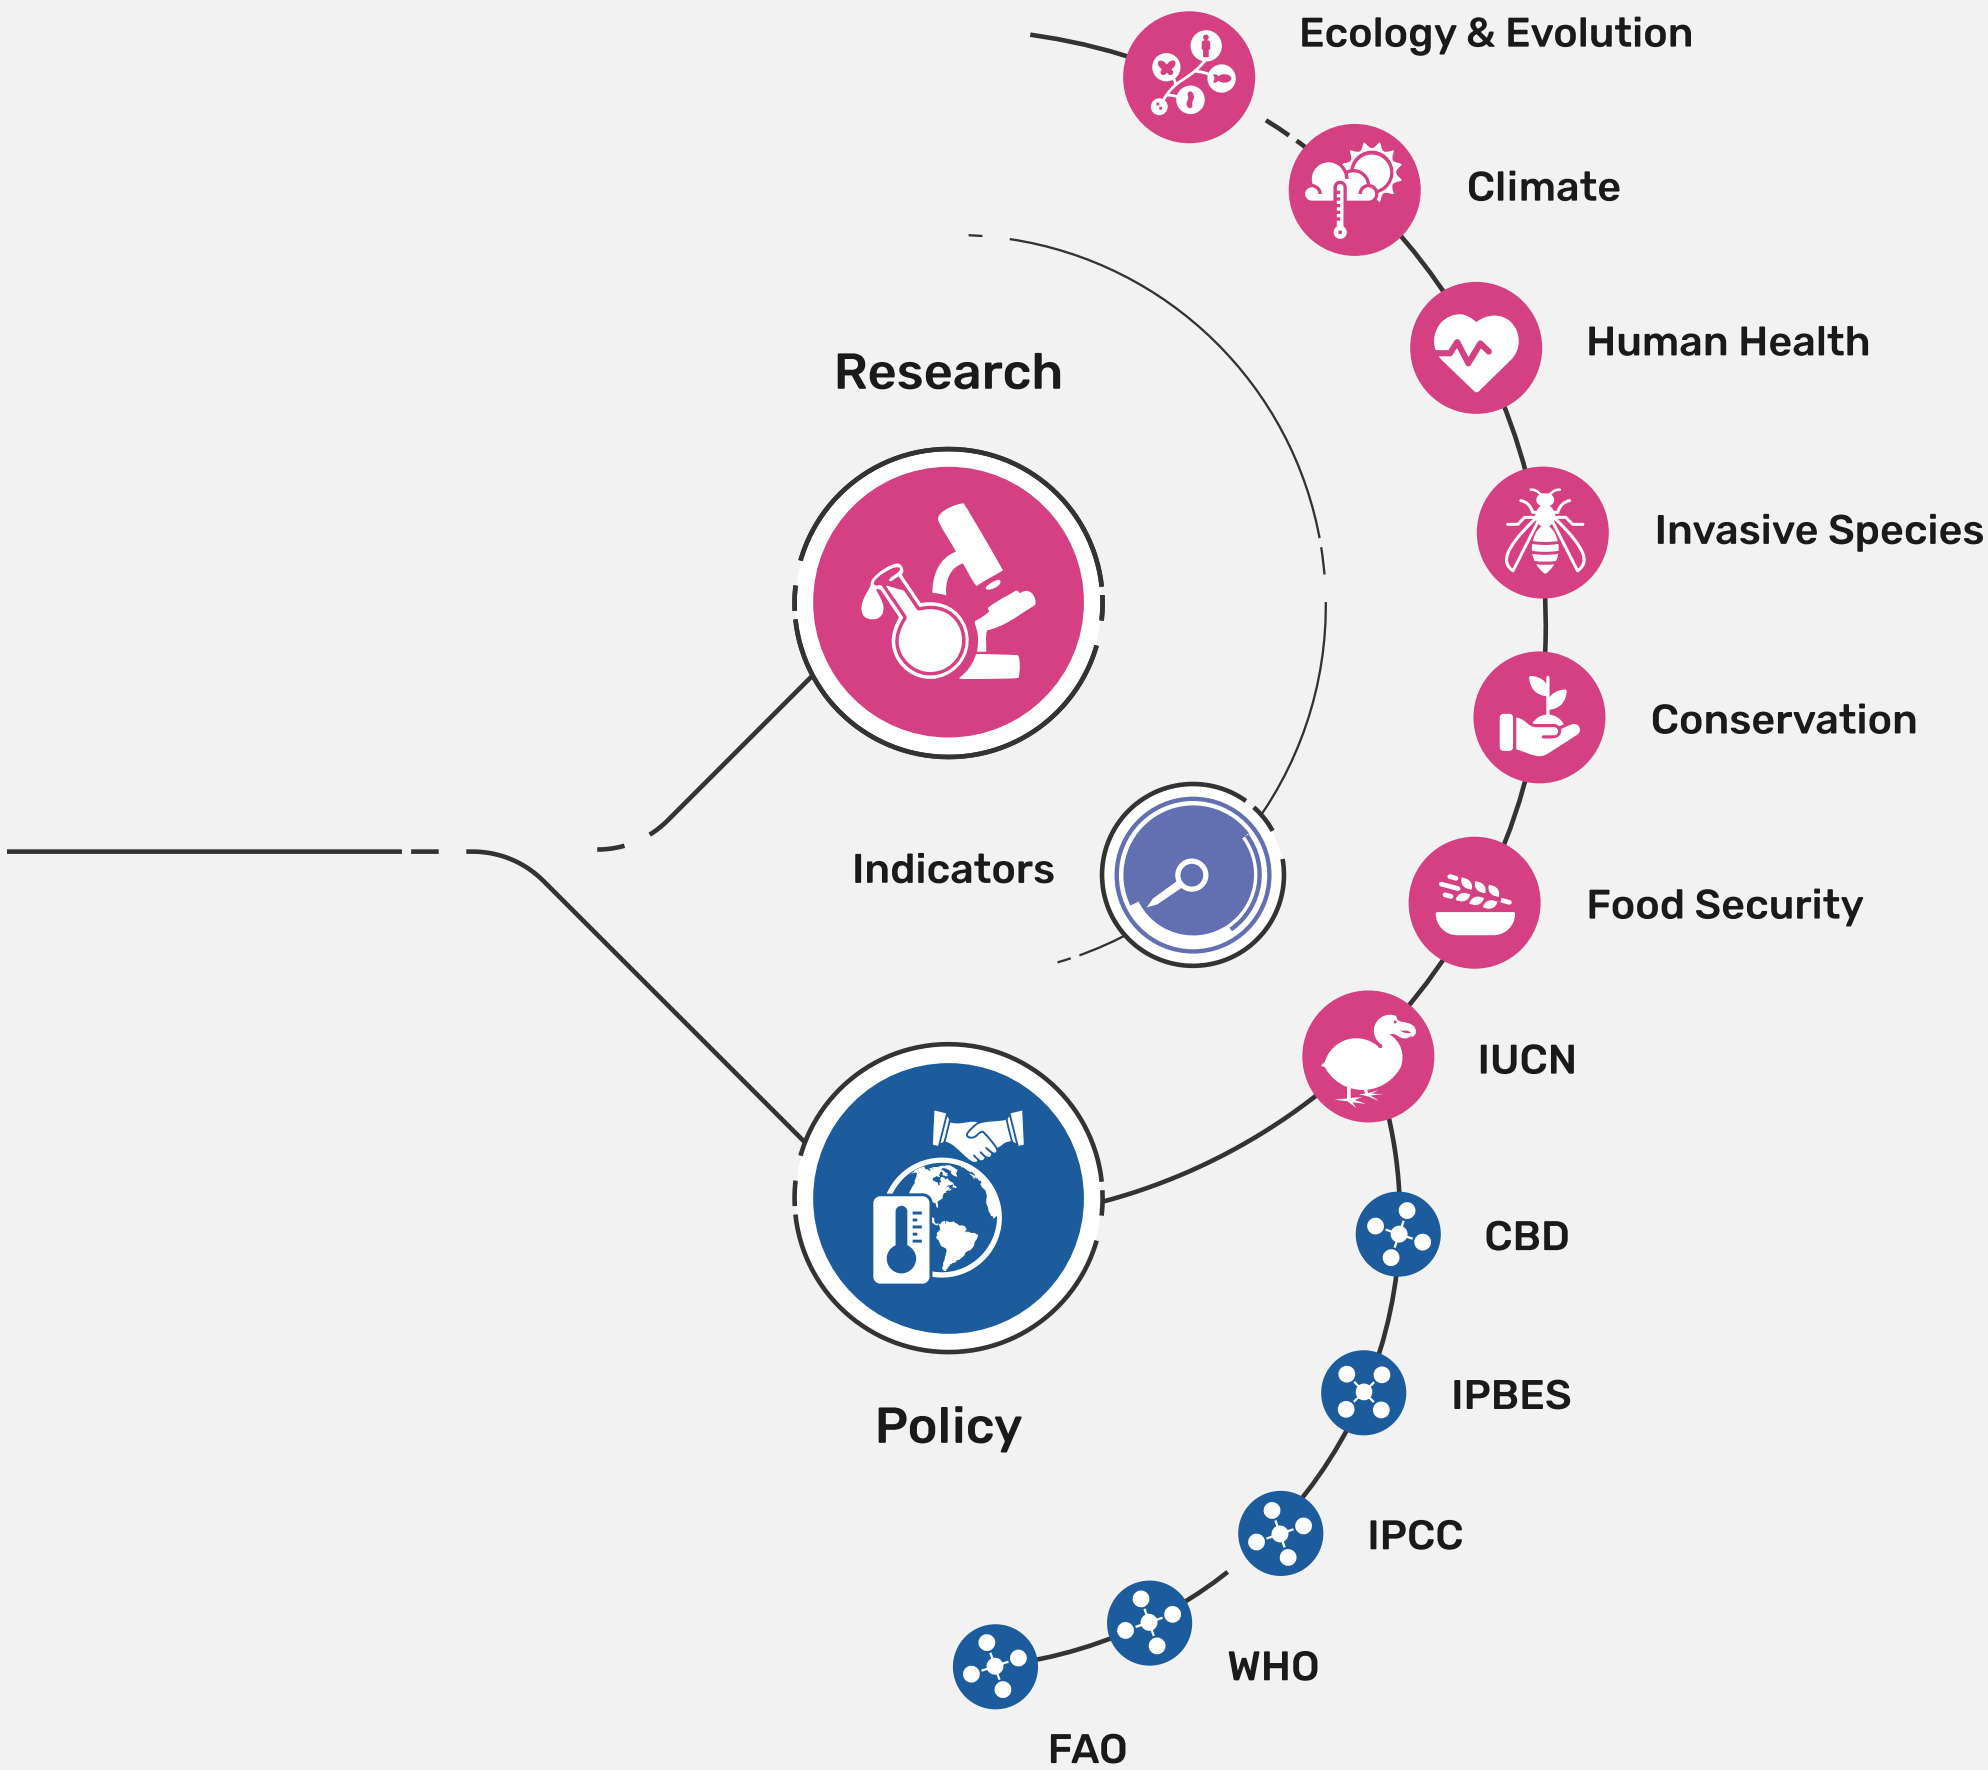 Ecology & Evolution
Climate
Human Health
Research
Invasive Species
Conservation
Indicators
Food Security
IUCN
CBD
IPBES
Policy
IPCC
WHO
FAO